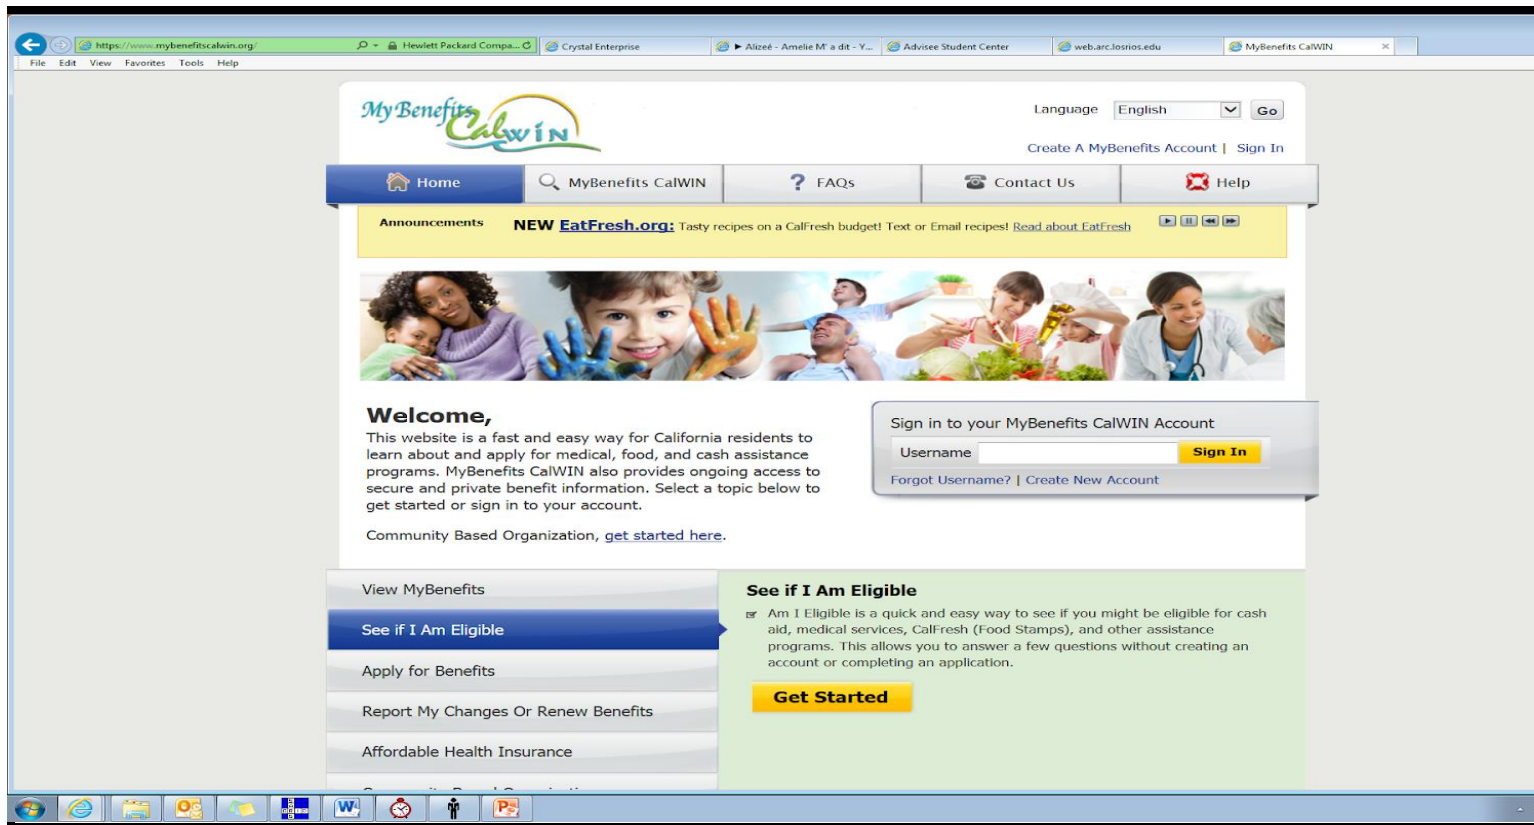 https://www.mybenefitscalwin.org/
Hewlett Packard Compa...
Crystal Enterprise
Alizeé - Amelie M' a dit - Y...
Advisee Student Center
web.arc.losrios.edu
MyBenefits CalWIN
File Edit View Favorites Tools Help
My Benefits
Calwin
Language English Go
Create A MyBenefits Account | Sign In
Home
MyBenefits CalWIN
? FAQs
Contact Us
Help
Announcements
NEW EatFresh.org: Tasty recipes on a CalFresh budget! Text or Email recipes! Read about EatFresh
Welcome,
This website is a fast and easy way for California residents to
learn about and apply for medical, food, and cash assistance
programs. MyBenefits CalWIN also provides ongoing access to
secure and private benefit information. Select a topic below to
get started or sign in to your account.
Community Based Organization, get started here.
Sign in to your MyBenefits CalWIN Account
Username
Sign In
Forgot Username? | Create New Account
View MyBenefits
See if I Am Eligible
Apply for Benefits
Report My Changes Or Renew Benefits
Affordable Health Insurance
See if I Am Eligible
Am I Eligible is a quick and easy way to see if you might be eligible for cash
aid, medical services, CalFresh (Food Stamps), and other assistance
programs. This allows you to answer a few questions without creating an
account or completing an application.
Get Started